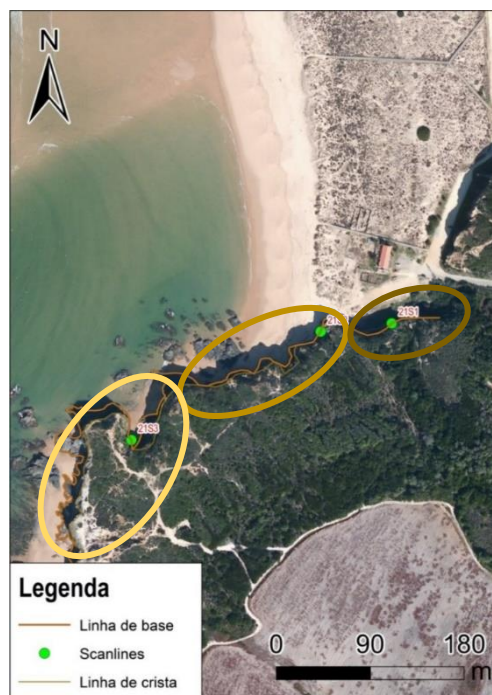 N
21S1
21S3
Legenda
Linha de base
Scanlines
Linha de crista
0 90 180
m